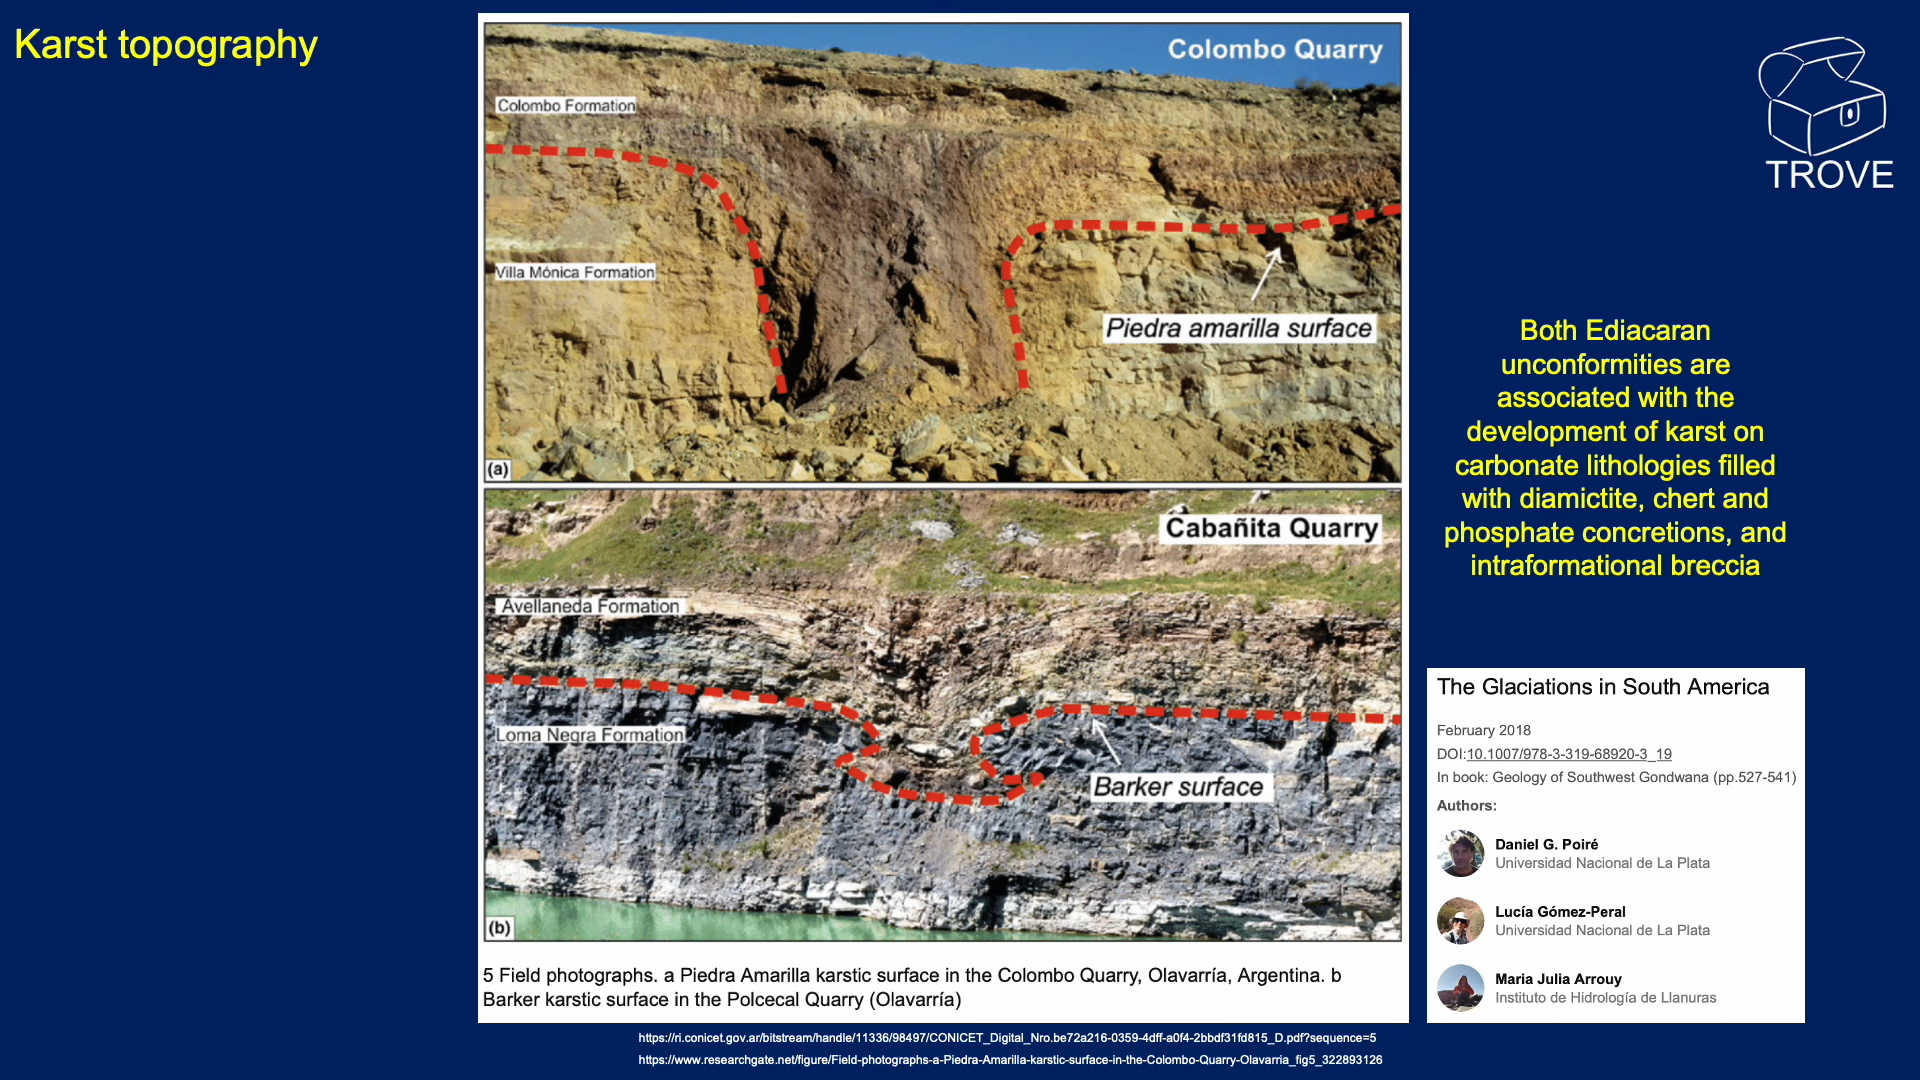 Karst topography
Colombo Quarry
Colombo Formation
Villa Mónica Formation
Piedra amarilla surface
(a)
Cabañita Quarry
Avellaneda Formation
Loma Negra Formation
Barker surface
(b)
5 Field photographs. a Piedra Amarilla karstic surface in the Colombo Quarry, Olavarría, Argentina. b
Barker karstic surface in the Polcecal Quarry (Olavarría)
https://ri.conicet.gov.ar/bitstream/handle/11336/98497/CONICET_Digital_Nro.be72a216-0359-4dff-a0f4-2bbdf31fd815_D.pdf?sequence=5
https://www.researchgate.net/figure/Field-photographs-a-Piedra-Amarilla-karstic-surface-in-the-Colombo-Quarry-Olavarria_fig5_322893126
TROVE
Both Ediacaran
unconformities are
associated with the
development of karst on
carbonate lithologies filled
with diamictite, chert and
phosphate concretions, and
intraformational breccia
The Glaciations in South America
February 2018
DOI:10.1007/978-3-319-68920-3_19
In book: Geology of Southwest Gondwana (pp.527-541)
Authors:
Daniel G. Poiré
Universidad Nacional de La Plata
Lucía Gómez-Peral
Universidad Nacional de La Plata
Maria Julia Arrouy
Instituto de Hidrología de Llanuras